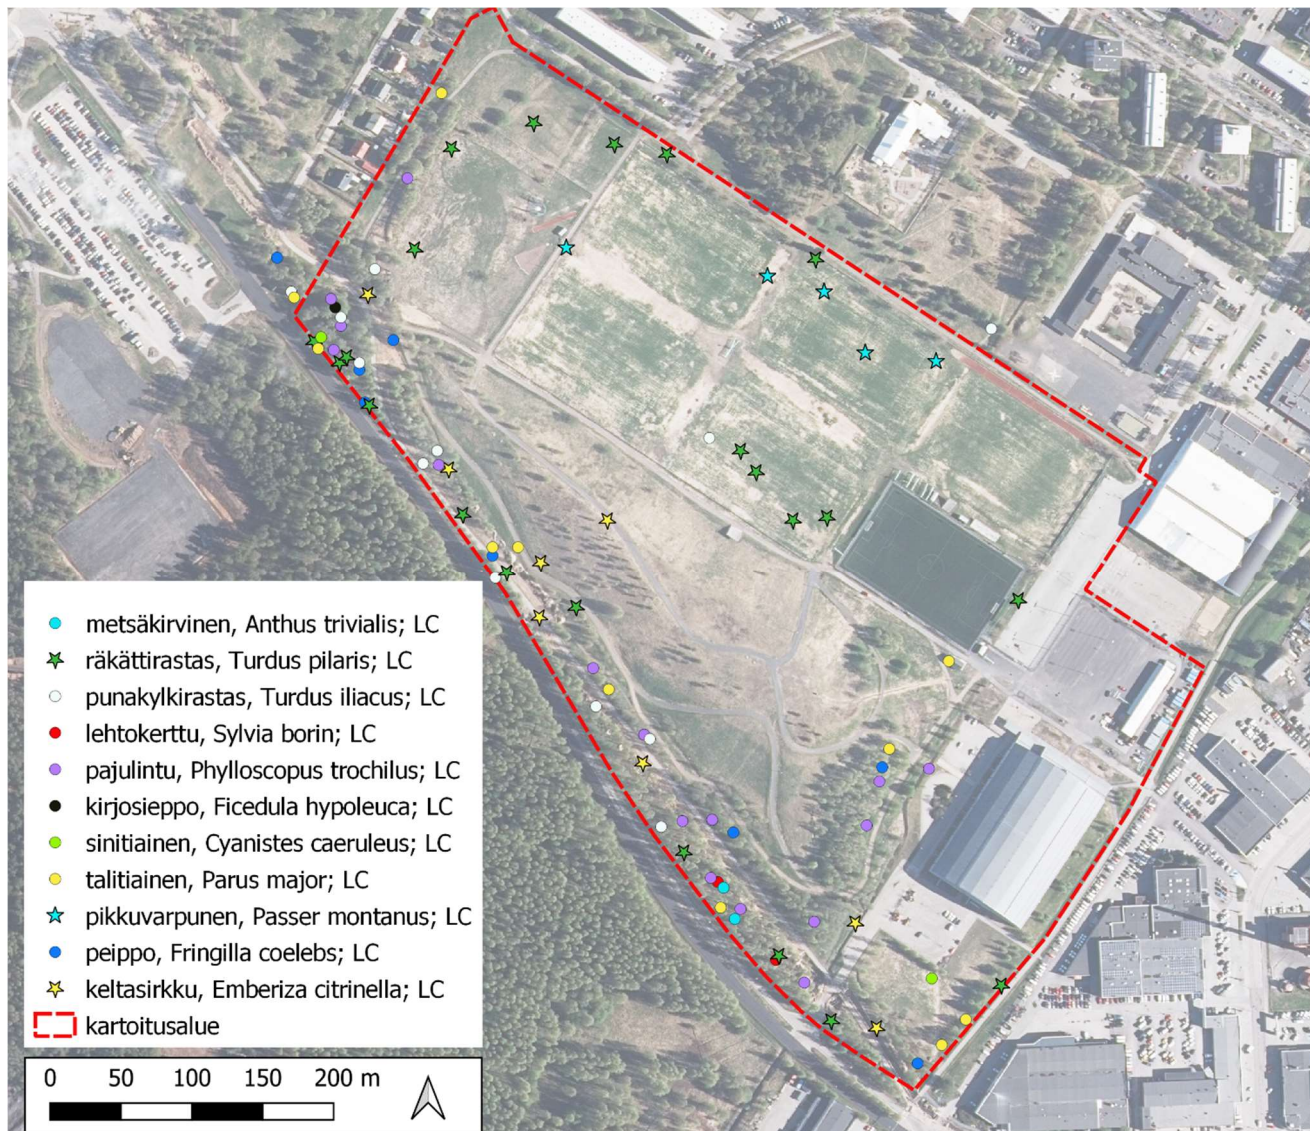 metsäkirvinen, Anthus trivialis; LC
räkättirastas, Turdus pilaris; LC
punakylkirastas, Turdus iliacus; LC
lehtokerttu, Sylvia borin; LC
pajulintu, Phylloscopus trochilus; LC
kirjosieppo, Ficedula hypoleuca; LC
sinitiainen, Cyanistes caeruleus; LC
talitiainen, Parus major; LC
pikkuvarpunen, Passer montanus; LC
peippo, Fringilla coelebs; LC
keltasirkku, Emberiza citrinella; LC
kartoitusalue
0 50 100 150 200 m